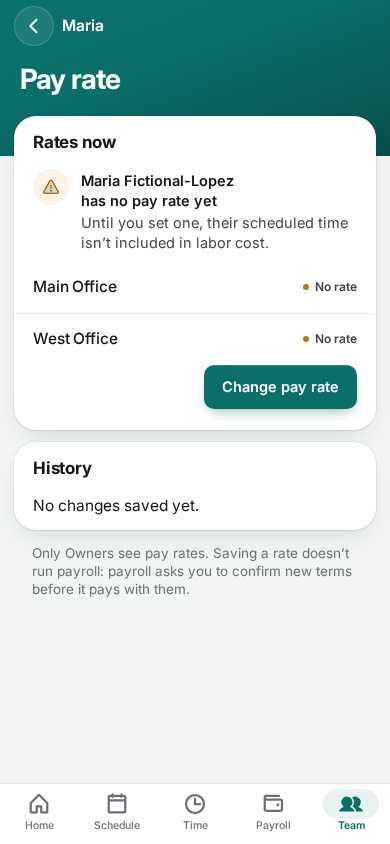 Maria
Pay rate
Rates now
Maria Fictional-Lopez
has no pay rate yet
Until you set one, their scheduled time
isn’t included in labor cost.
Main Office
No rate
West Office
No rate
Change pay rate
History
No changes saved yet.
Only Owners see pay rates. Saving a rate doesn’t
run payroll: payroll asks you to confirm new terms
before it pays with them.
Home
Schedule
Time
Payroll
Team